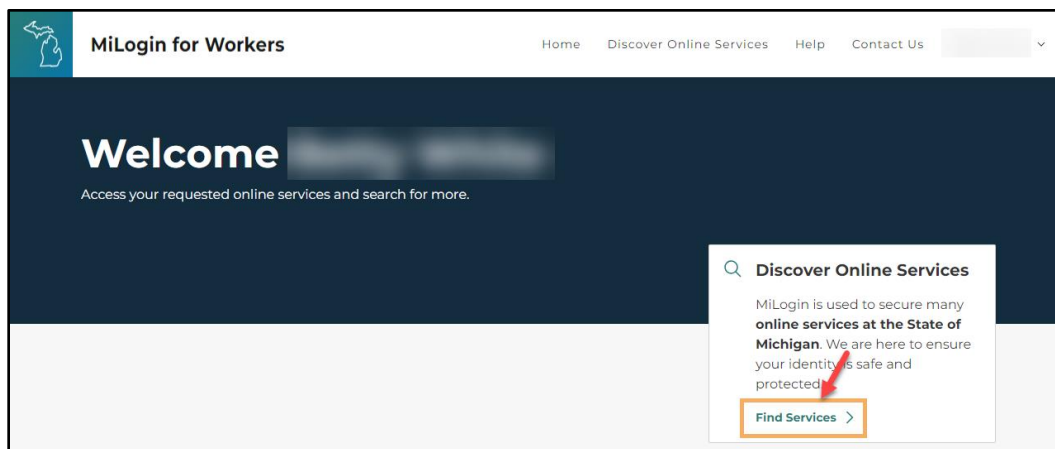 MiLogin for Workers
Home Discover Online Services Help Contact Us
Welcome
Access your requested online services and search for more.
Discover Online Services
MiLogin is used to secure many
online services at the State of
Michigan. We are here to ensure
your identity is safe and
protected
Find Services